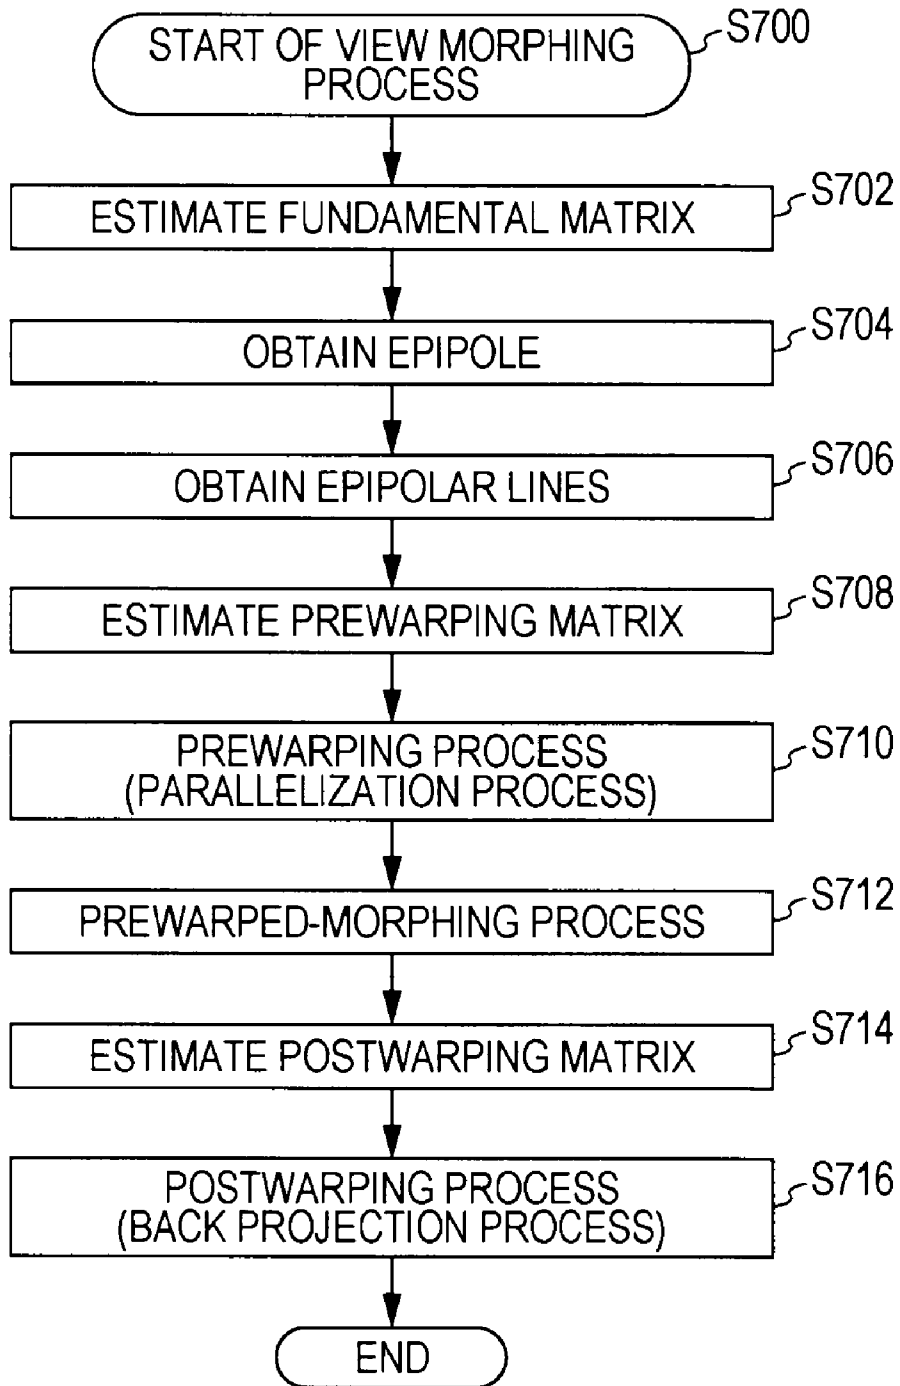 START OF VIEW MORPHING
PROCESS
S700
ESTIMATE FUNDAMENTAL MATRIX
S702
OBTAIN EPIPOLE
S704
OBTAIN EPIPOLAR LINES
S706
ESTIMATE PREWARPING MATRIX
S708
PREWARPING PROCESS
(PARALLELIZATION PROCESS)
S710
PREWARPED-MORPHING PROCESS
S712
ESTIMATE POSTWARPING MATRIX
S714
POSTWARPING PROCESS
(BACK PROJECTION PROCESS)
S716
END